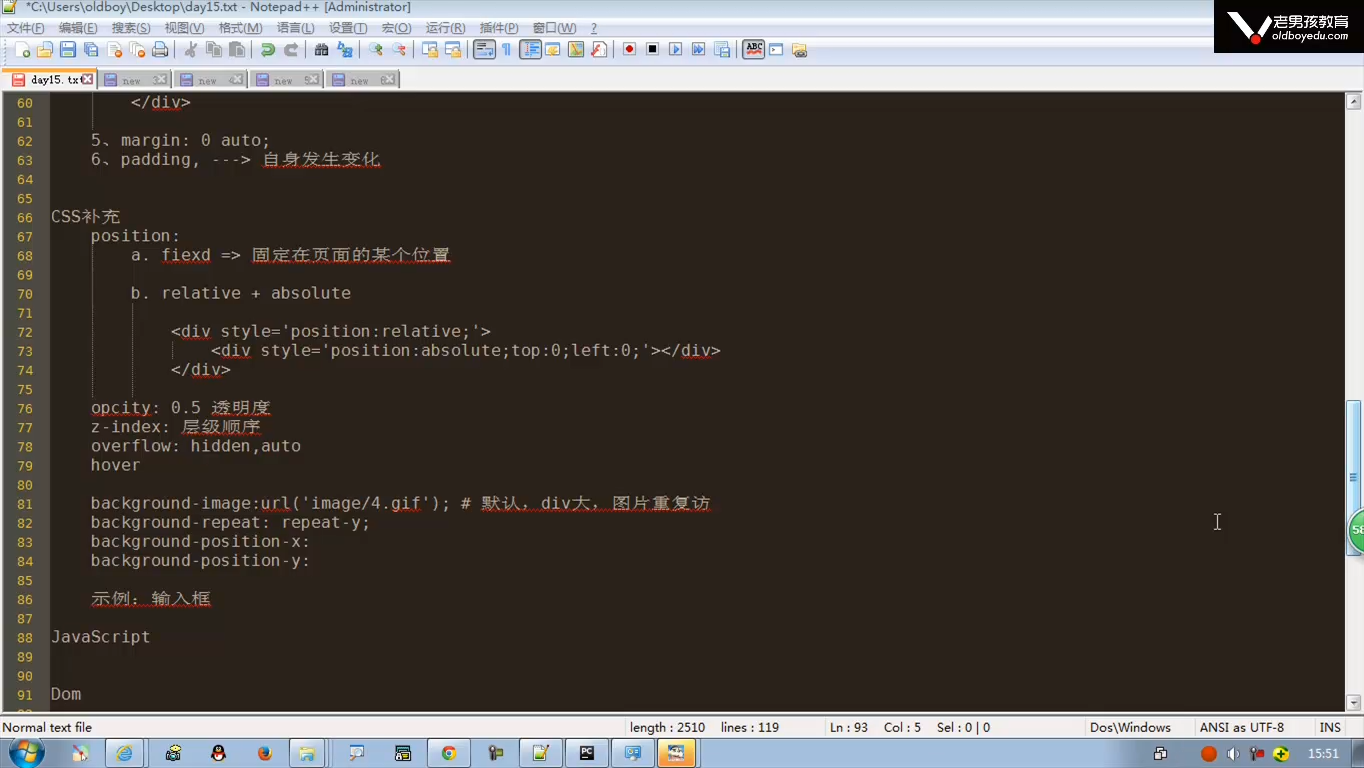 *C:\Users\oldboy\Desktop\day15.txt - Notepad++ [Administrator]
文件(F) 编辑(E) 搜索(S) 视图(V) 格式(M) 语言(L) 设置(T) 宏(O) 运行(R) 插件(P) 窗口(W) ?
老男孩教育
oldboyedu.com
ABC
day15.txt new new new new
60 </div>
61
62 5、margin: 0 auto;
63 6、padding, ---> 自身发生变化
64
65
66 CSS补充
67 position:
68 a. fiexd => 固定在页面的某个位置
69
70 b. relative + absolute
71
72 <div style='position:relative;'>
73 <div style='position:absolute;top:0;left:0;'></div>
74 </div>
75
76 opcity: 0.5 透明度
77 z-index: 层级顺序
78 overflow: hidden,auto
79 hover
80
81 background-image:url('image/4.gif'); # 默认，div大，图片重复访
82 background-repeat: repeat-y;
83 background-position-x:
84 background-position-y:
85
86 示例：输入框
87
88 JavaScript
89
90
91 Dom
58
Normal text file length : 2510 lines : 119 Ln : 93 Col : 5 Sel : 0 | 0 Dos\Windows ANSI as UTF-8 INS
PC 15:51